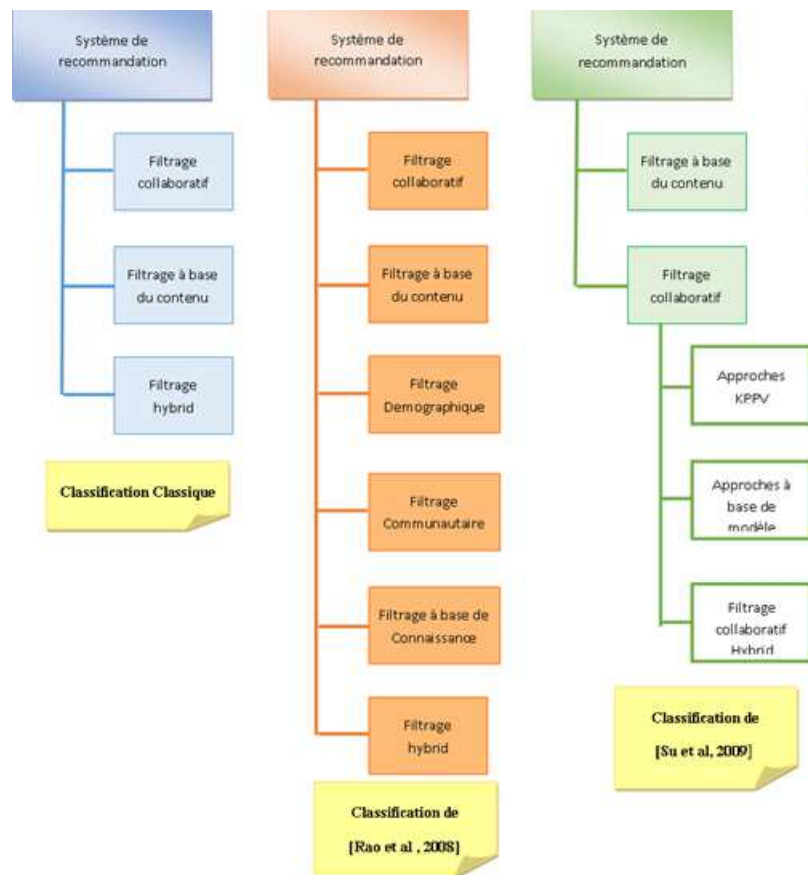 Système de
recommandation
Filtrage
collaboratif
Filtrage à base
du contenu
Filtrage
hybrid
Classification Classique
Système de
recommandation
Filtrage
collaboratif
Filtrage à base
du contenu
Filtrage
Demographique
Filtrage
Communautaire
Filtrage à base de
Connaissance
Filtrage
hybrid
Classification de
[Rao et al , 2008]
Système de
recommandation
Filtrage à base
du contenu
Filtrage
collaboratif
Approches
KPPV
Approches à
base de
modèle
Filtrage
collaboratif
Hybrid
Classification de
[Su et al, 2009]